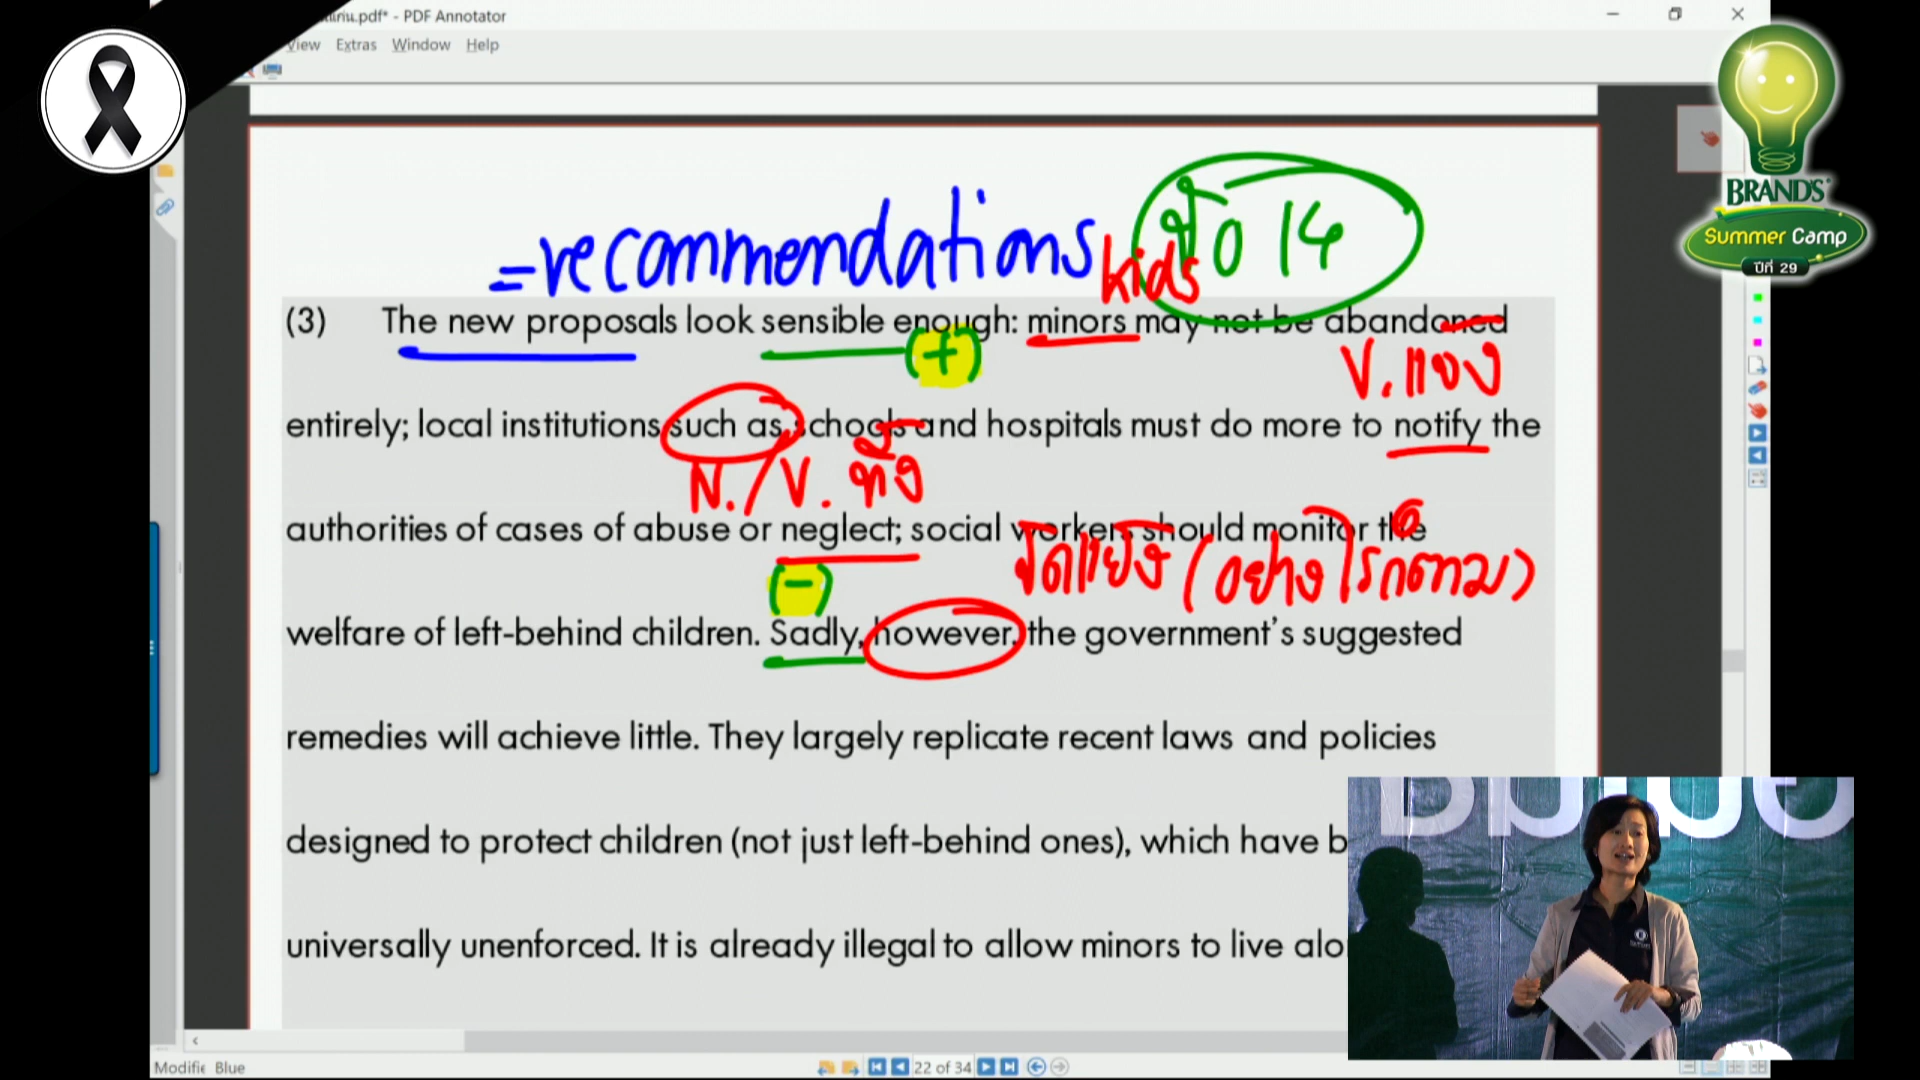 แกน.pdf* - PDF Annotator
View Extras Window Help
BRAND'S
Summer Camp
ปีที่ 29
=recommendations
ข้อ 14
kids
(3) The new proposals look sensible enough: minors may not be abandoned
(+)
V. แจ้ง
entirely; local institutions such as schools and hospitals must do more to notify the
N./V. ทิ้ง
authorities of cases of abuse or neglect; social workers should monitor the
(-)
ขัดแย้ง (อย่างไรก็ตาม)
welfare of left-behind children. Sadly, however, the government's suggested
remedies will achieve little. They largely replicate recent laws and policies
designed to protect children (not just left-behind ones), which have b
universally unenforced. It is already illegal to allow minors to live alo
Modifie Blue
22 of 34